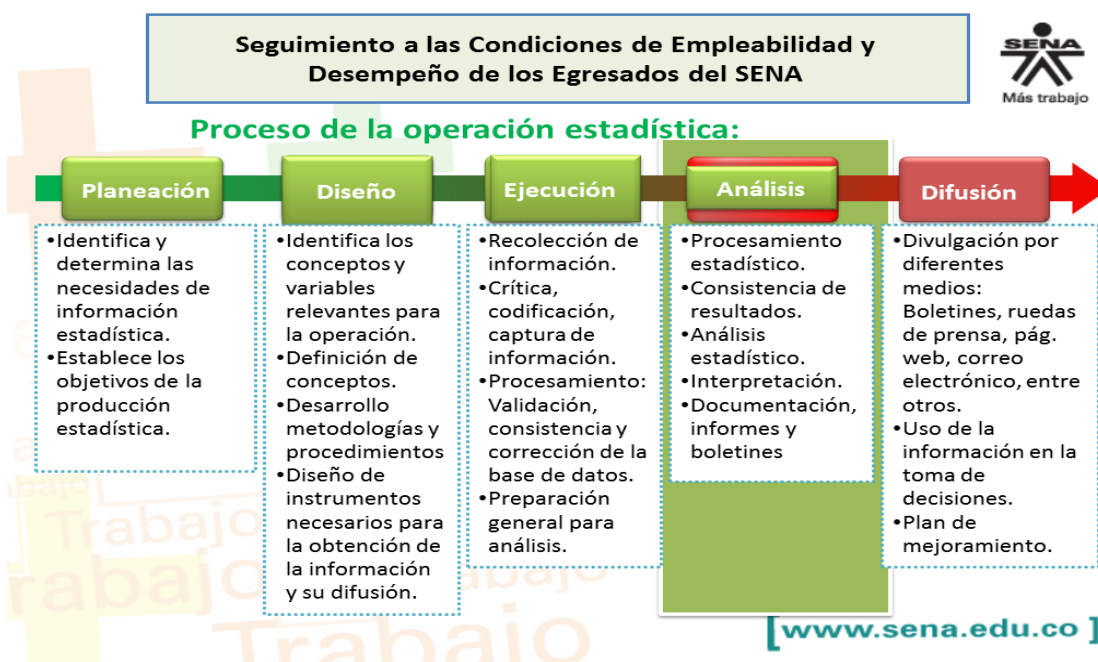 Seguimiento a las Condiciones de Empleabilidad y
Desempeño de los Egresados del SENA
SENA
Más trabajo
Proceso de la operación estadística:
Planeación
•Identifica y
determina las
necesidades de
información
estadística.
•Establece los
objetivos de la
producción
estadística.
Diseño
•Identifica los
conceptos y
variables
relevantes para
la operación.
•Definición de
conceptos.
•Desarrollo
metodologías y
procedimientos
•Diseño de
instrumentos
necesarios para
la obtención de
la información
y su difusión.
Ejecución
•Recolección de
información.
•Crítica,
codificación,
captura de
información.
•Procesamiento:
Validación,
consistencia y
corrección de la
base de datos.
•Preparación
general para
análisis.
Análisis
•Procesamiento
estadístico.
•Consistencia de
resultados.
•Análisis
estadístico.
•Interpretación.
•Documentación,
informes y
boletines
Difusión
•Divulgación por
diferentes
medios:
Boletines, ruedas
de prensa, pág.
web, correo
electrónico, entre
otros.
•Uso de la
información en la
toma de
decisiones.
•Plan de
mejoramiento.
Trabajo
Trabajo
[www.sena.edu.co ]